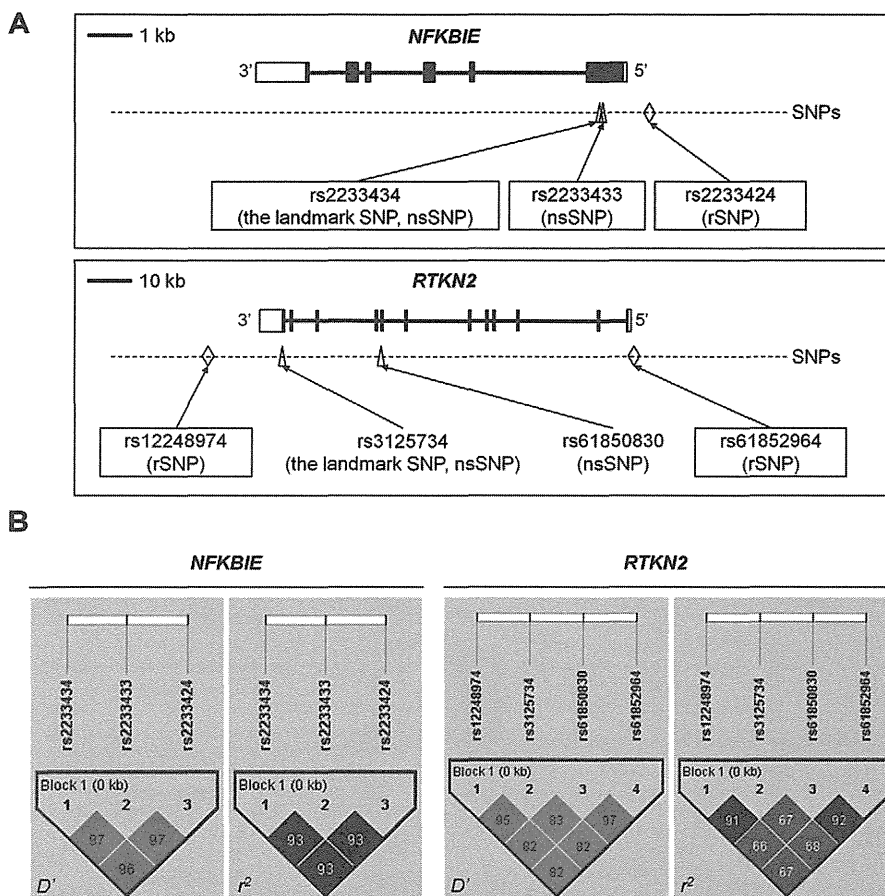 A
1 kb
NFKBIE
3' 5'
SNPs
rs2233434
(the landmark SNP, nsSNP)
rs2233433
(nsSNP)
rs2233424
(rSNP)
10 kb
RTKN2
3' 5'
SNPs
rs12248974
(rSNP)
rs3125734
(the landmark SNP, nsSNP)
rs61850830
(nsSNP)
rs61852964
(rSNP)
B
NFKBIE
rs2233434 rs2233433 rs2233424
Block 1 (0 kb)
1 2 3
97 97
96
D'
rs2233434 rs2233433 rs2233424
Block 1 (0 kb)
1 2 3
93 93
93
r²
RTKN2
rs12248974 rs3125734 rs61850830 rs61852964
Block 1 (0 kb)
1 2 3 4
95 83 97
82 82
82
D'
rs12248974 rs3125734 rs61850830 rs61852964
Block 1 (0 kb)
1 2 3 4
91 67 92
66 68
67
r²